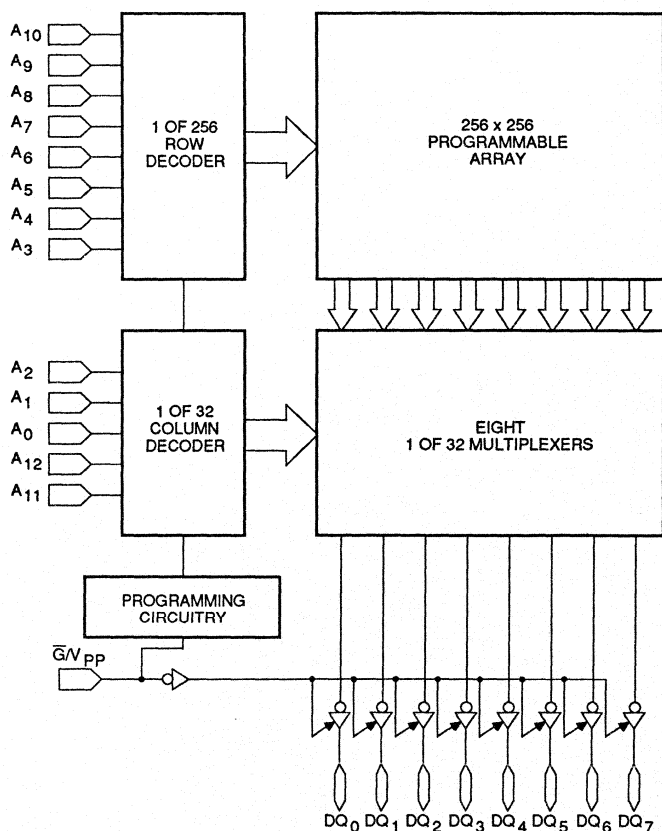 A10
A9
A8
A7
A6
A5
A4
A3
1 OF 256
ROW
DECODER
256 x 256
PROGRAMMABLE
ARRAY
A2
A1
A0
A12
A11
1 OF 32
COLUMN
DECODER
EIGHT
1 OF 32 MULTIPLEXERS
PROGRAMMING
CIRCUITRY
G̅/VPP
DQ0 DQ1 DQ2 DQ3 DQ4 DQ5 DQ6 DQ7